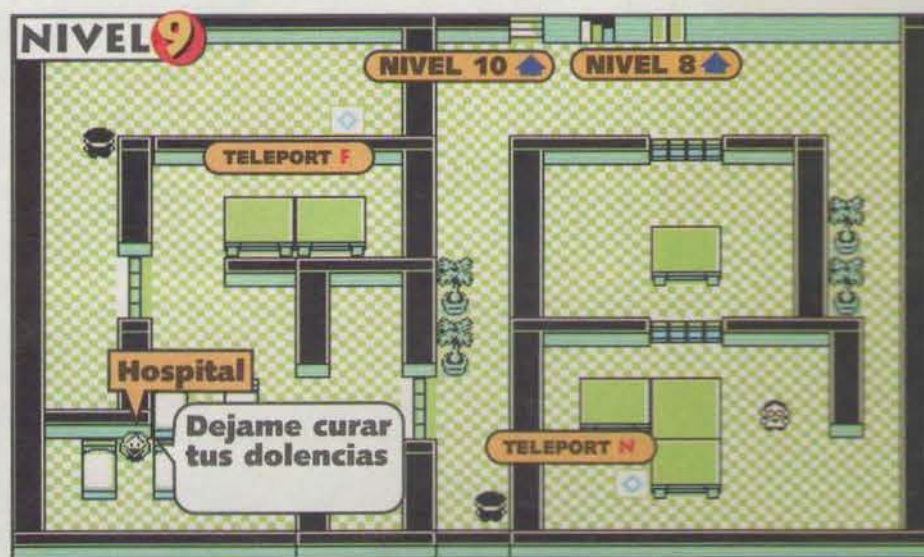 NIVEL 9
NIVEL 10
NIVEL 8
TELEPORT F
Hospital
Dejame curar
tus dolencias
TELEPORT N